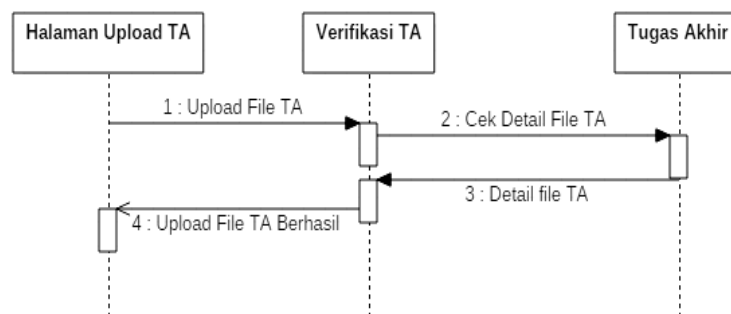 Halaman Upload TA
Verifikasi TA
Tugas Akhir
1 : Upload File TA
2 : Cek Detail File TA
3 : Detail file TA
4 : Upload File TA Berhasil